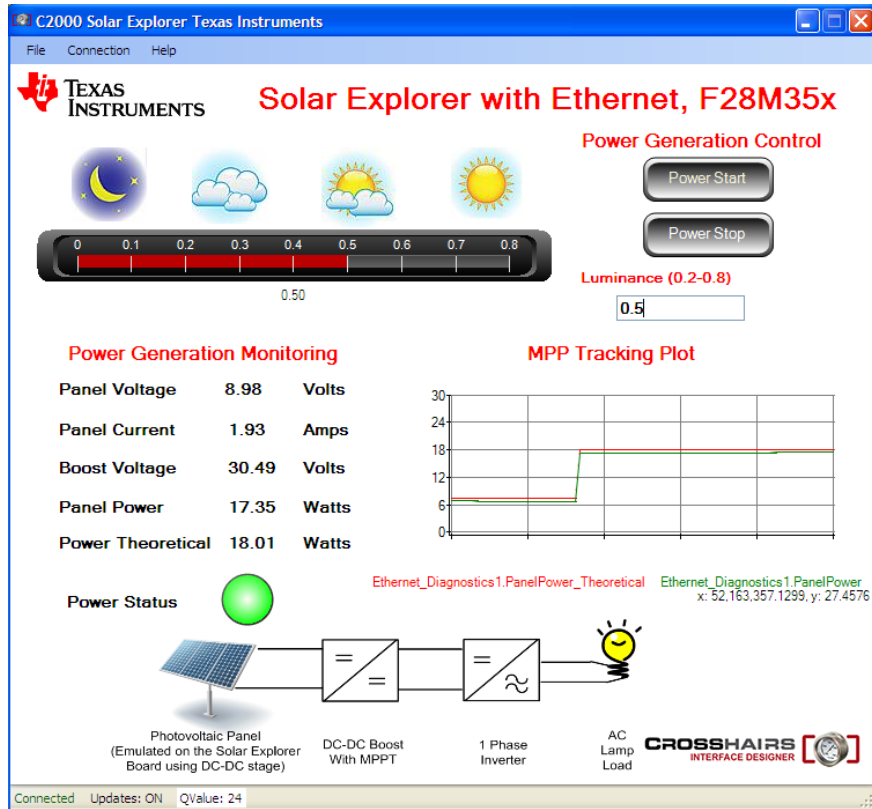 C2000 Solar Explorer Texas Instruments
File Connection Help
TEXAS
INSTRUMENTS
Solar Explorer with Ethernet, F28M35x
Power Generation Control
Power Start
Power Stop
0 0.1 0.2 0.3 0.4 0.5 0.6 0.7 0.8
0.50
Luminance (0.2-0.8)
0.5
Power Generation Monitoring
Panel Voltage 8.98 Volts
Panel Current 1.93 Amps
Boost Voltage 30.49 Volts
Panel Power 17.35 Watts
Power Theoretical 18.01 Watts
Power Status
MPP Tracking Plot
30
24
18
12
6
0
Ethernet_Diagnostics1.PanelPower_Theoretical Ethernet_Diagnostics1.PanelPower
x: 52,163,357.1299, y: 27.4576
Photovoltaic Panel
(Emulated on the Solar Explorer
Board using DC-DC stage)
DC-DC Boost
With MPPT
1 Phase
Inverter
AC
Lamp
Load
CROSSHAIRS
INTERFACE DESIGNER
Connected Updates: ON QValue: 24